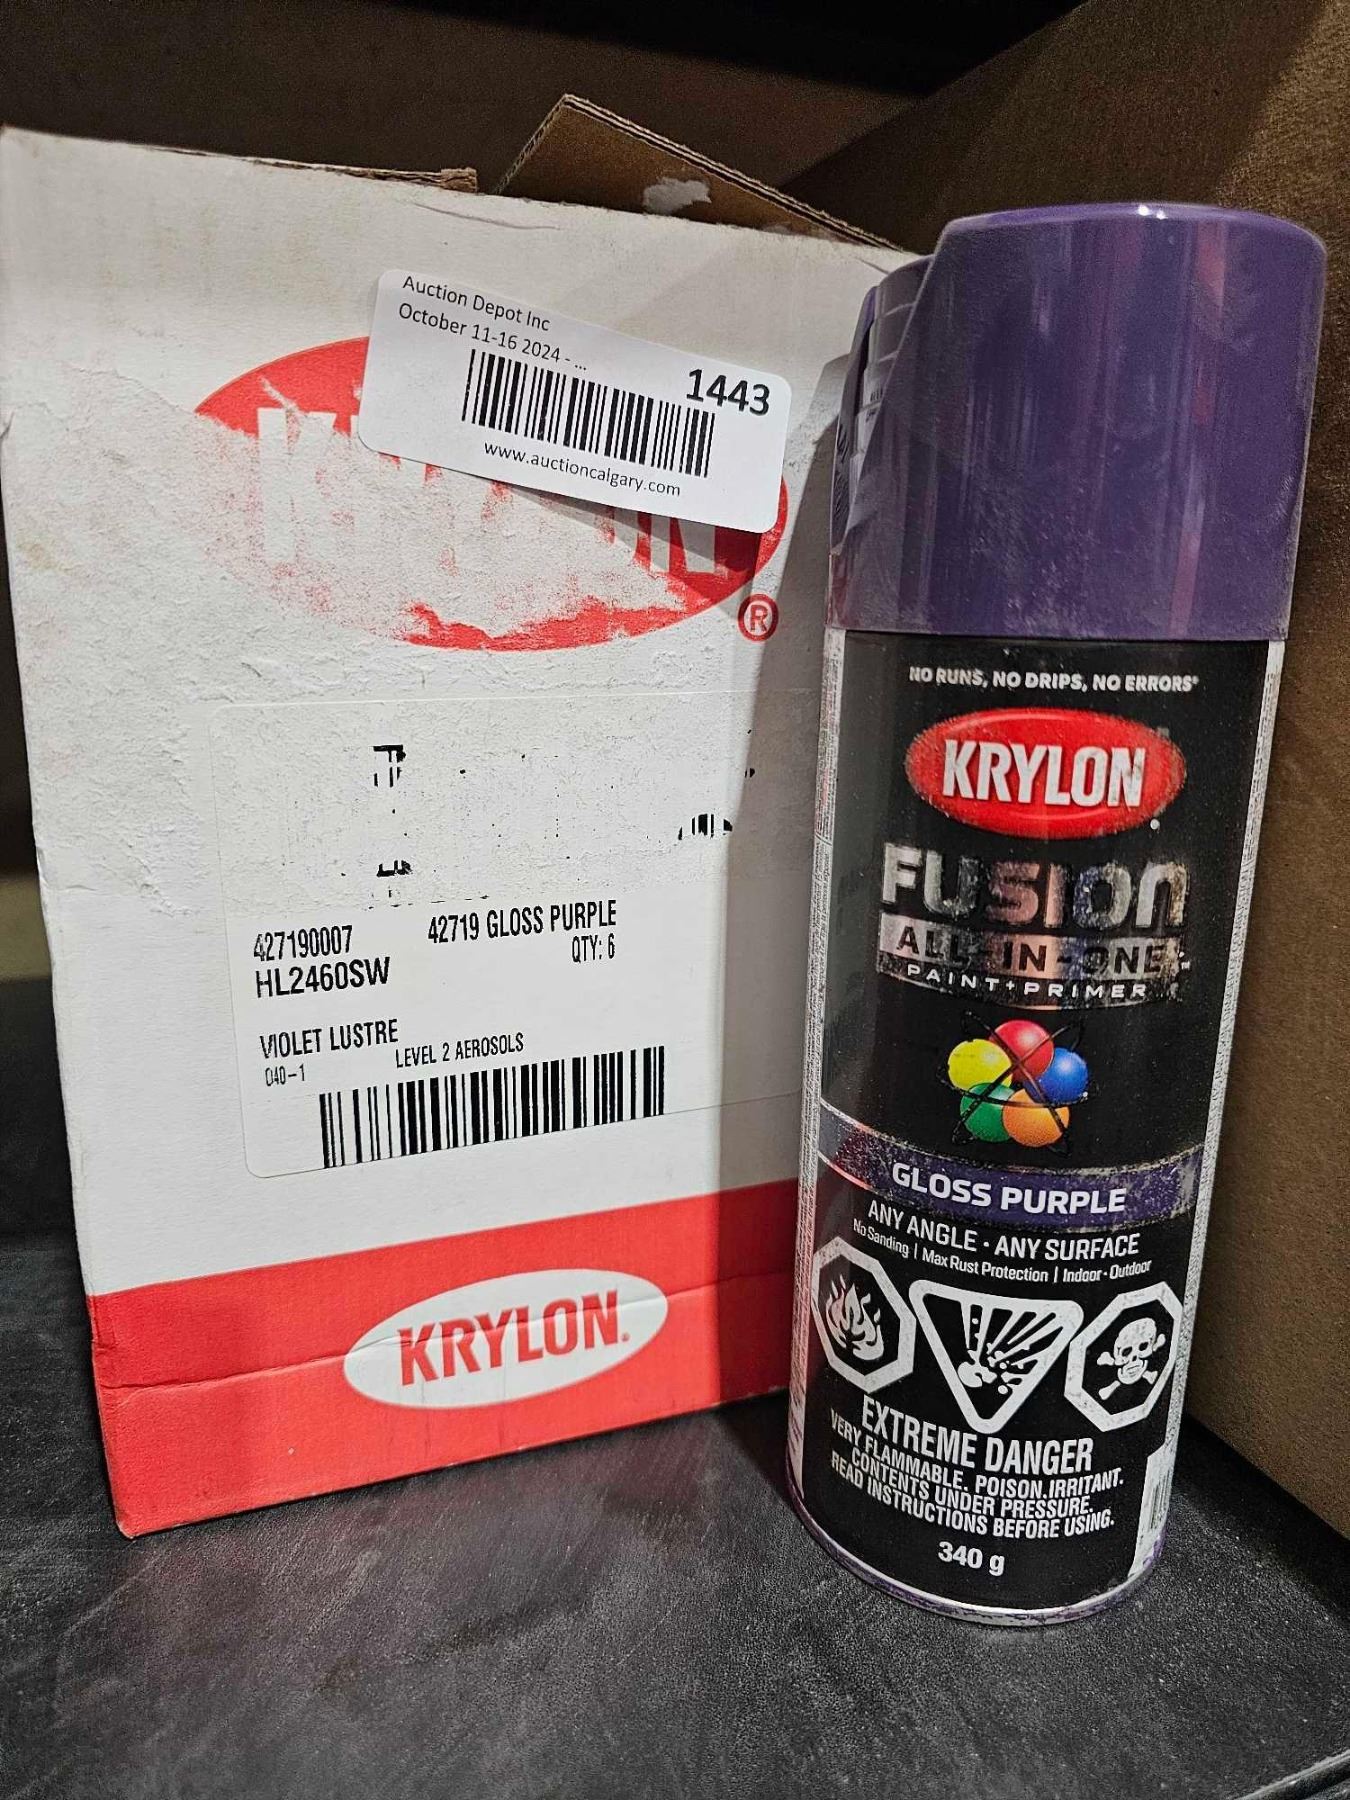 Auction Depot Inc
October 11-16 2024 - ...
1443
www.auctioncalgary.com
®
427190007
42719 GLOSS PURPLE
QTY: 6
HL2460SW
VIOLET LUSTRE
LEVEL 2 AEROSOLS
040-1
KRYLON.
NO RUNS, NO DRIPS, NO ERRORS®
KRYLON
FUSION
ALL-IN-ONE™
PAINT+PRIMER
GLOSS PURPLE
ANY ANGLE • ANY SURFACE
No Sanding | Max Rust Protection | Indoor • Outdoor
EXTREME DANGER
VERY FLAMMABLE. POISON.IRRITANT.
CONTENTS UNDER PRESSURE.
READ INSTRUCTIONS BEFORE USING.
340 g